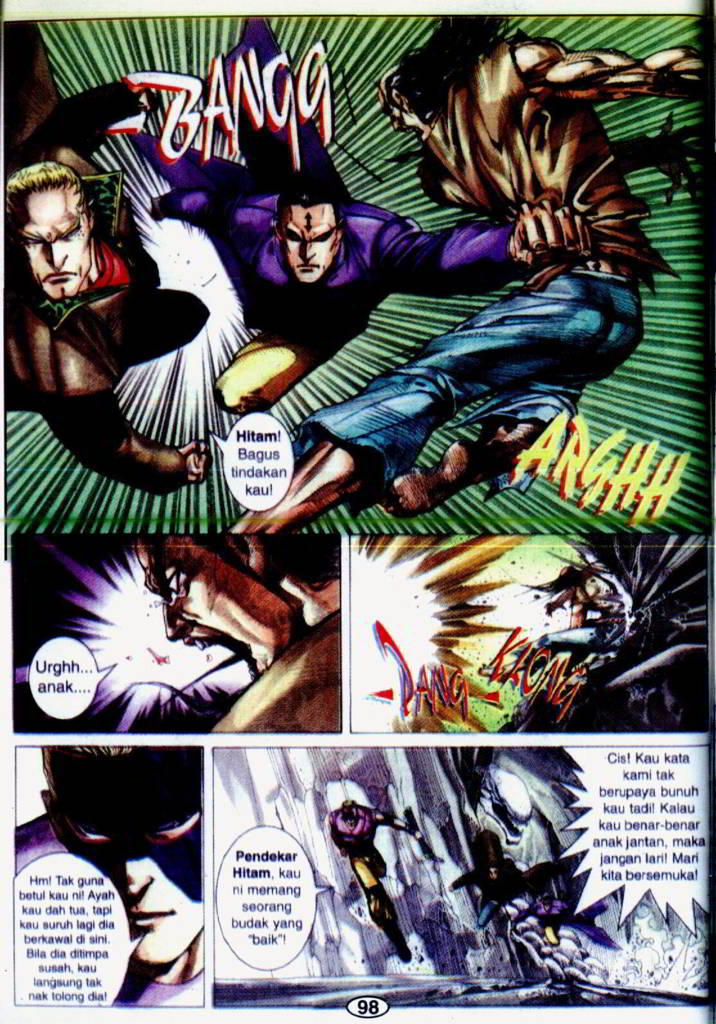 BANGG
Hitam!
Bagus
tindakan
kau!
ARGHH
Urghh...
anak....
DANG
KLONG
Hm! Tak guna
betul kau ni! Ayah
kau dah tua, tapi
kau suruh lagi dia
berkawal di sini.
Bila dia ditimpa
susah, kau
langsung tak
nak tolong dia!
Pendekar
Hitam, kau
ni memang
seorang
budak yang
"baik"!
Cis! Kau kata
kami tak
berupaya bunuh
kau tadi! Kalau
kau benar-benar
anak jantan, maka
jangan lari! Mari
kita bersemuka!
98